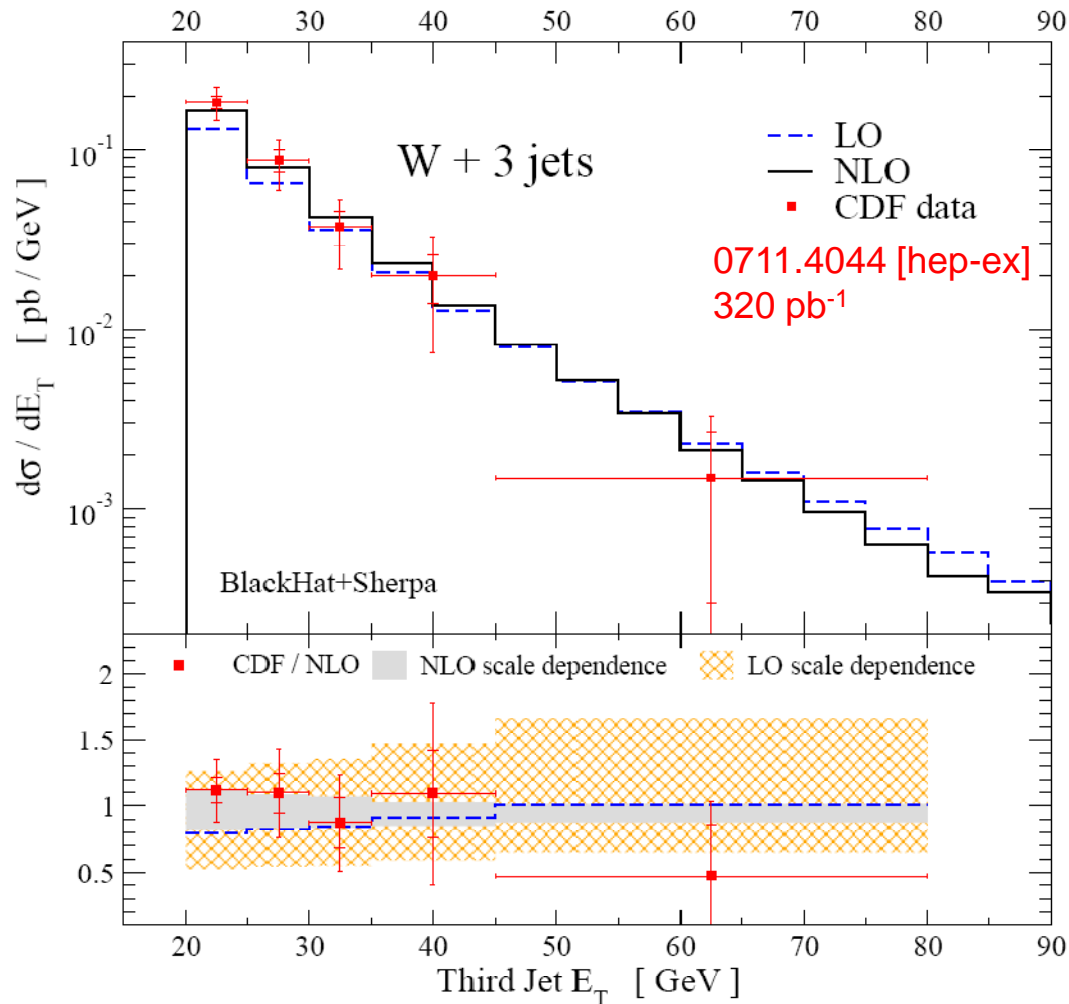 20 30 40 50 60 70 80 90
10^-1
10^-2
10^-3
dσ / dE_T [ pb / GeV ]
W + 3 jets
LO
NLO
CDF data
0711.4044 [hep-ex]
320 pb^-1
BlackHat+Sherpa
CDF / NLO NLO scale dependence LO scale dependence
2
1.5
1
0.5
20 30 40 50 60 70 80 90
Third Jet E_T [ GeV ]